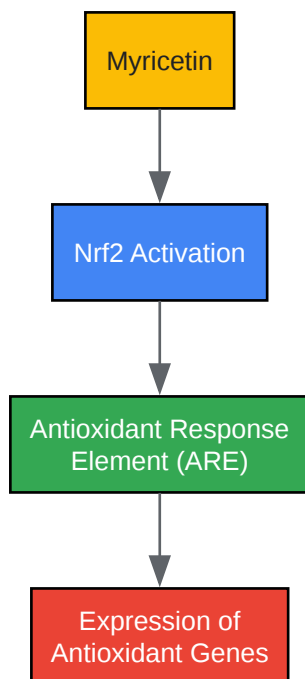 Myricetin
Nrf2 Activation
Antioxidant Response
Element (ARE)
Expression of
Antioxidant Genes